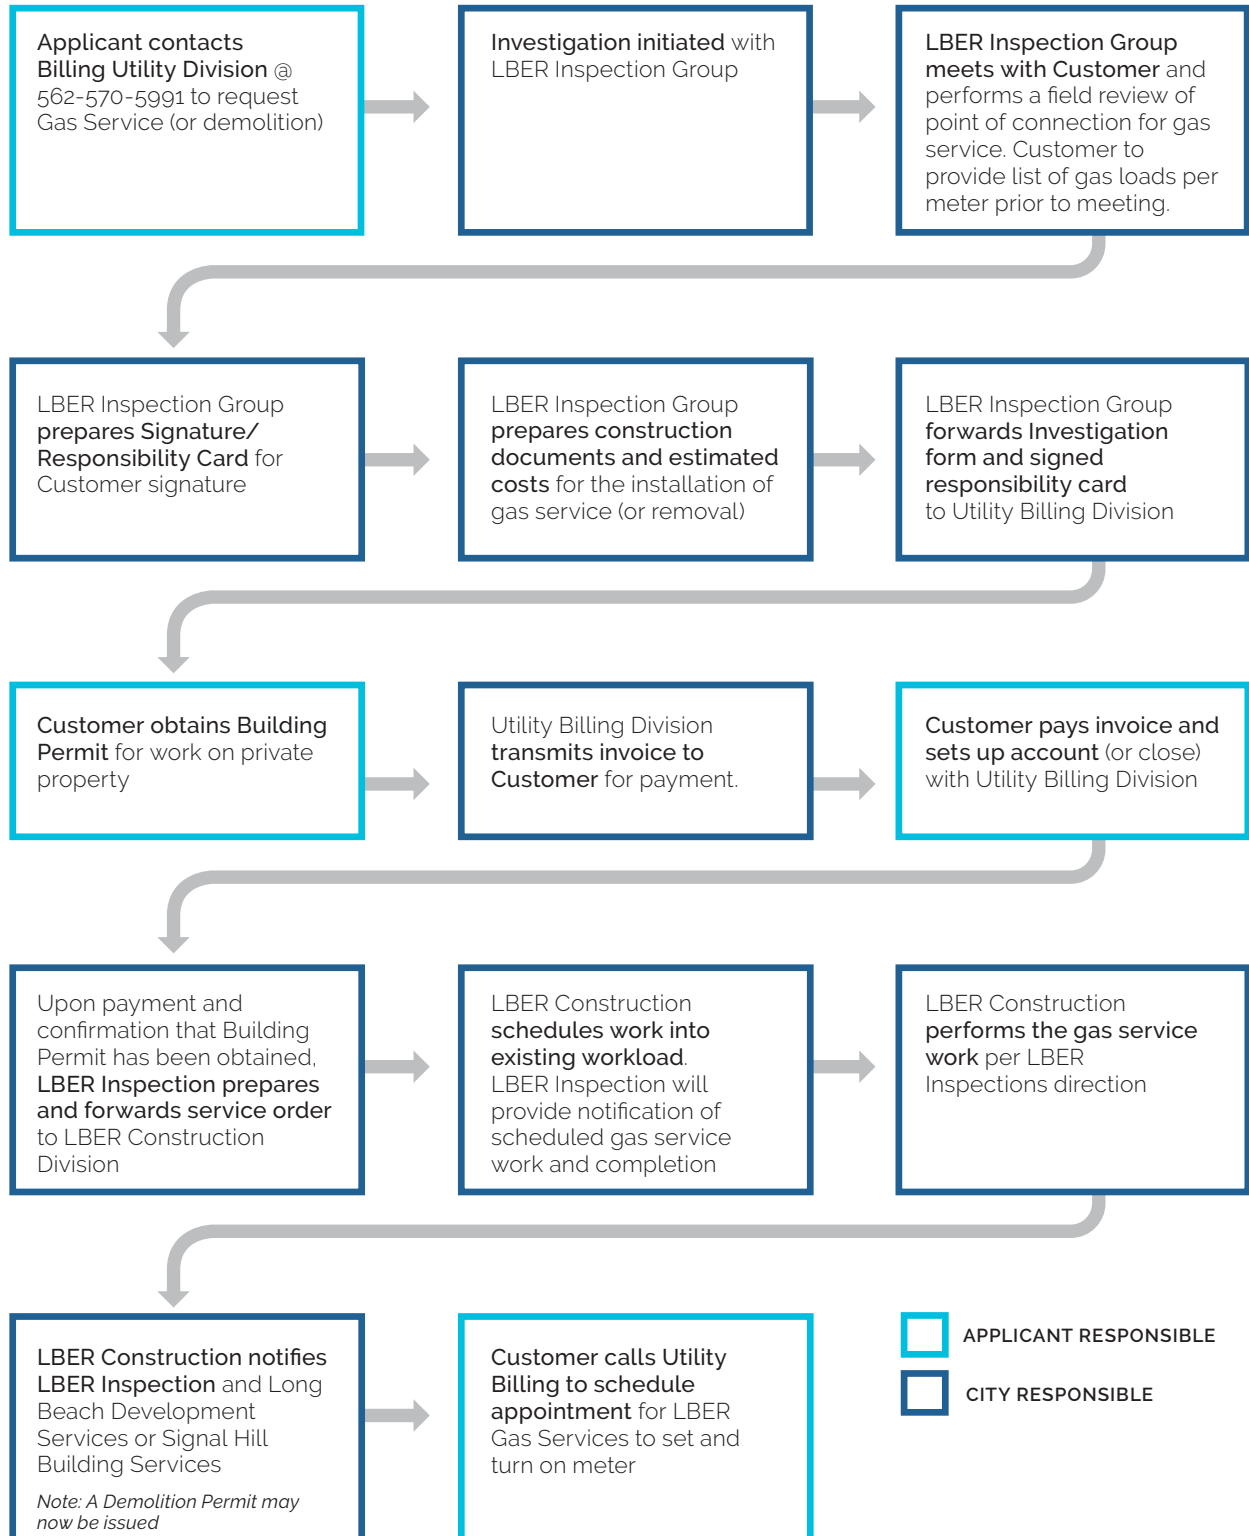 Applicant contacts
Billing Utility Division @
562-570-5991 to request
Gas Service (or demolition)
Investigation initiated with
LBER Inspection Group
LBER Inspection Group
meets with Customer and
performs a field review of
point of connection for gas
service. Customer to
provide list of gas loads per
meter prior to meeting.
LBER Inspection Group
prepares Signature/
Responsibility Card for
Customer signature
LBER Inspection Group
prepares construction
documents and estimated
costs for the installation of
gas service (or removal)
LBER Inspection Group
forwards Investigation
form and signed
responsibility card
to Utility Billing Division
Customer obtains Building
Permit for work on private
property
Utility Billing Division
transmits invoice to
Customer for payment.
Customer pays invoice and
sets up account (or close)
with Utility Billing Division
Upon payment and
confirmation that Building
Permit has been obtained,
LBER Inspection prepares
and forwards service order
to LBER Construction
Division
LBER Construction
schedules work into
existing workload.
LBER Inspection will
provide notification of
scheduled gas service
work and completion
LBER Construction
performs the gas service
work per LBER
Inspections direction
LBER Construction notifies
LBER Inspection and Long
Beach Development
Services or Signal Hill
Building Services
Note: A Demolition Permit may
now be issued
Customer calls Utility
Billing to schedule
appointment for LBER
Gas Services to set and
turn on meter
APPLICANT RESPONSIBLE
CITY RESPONSIBLE